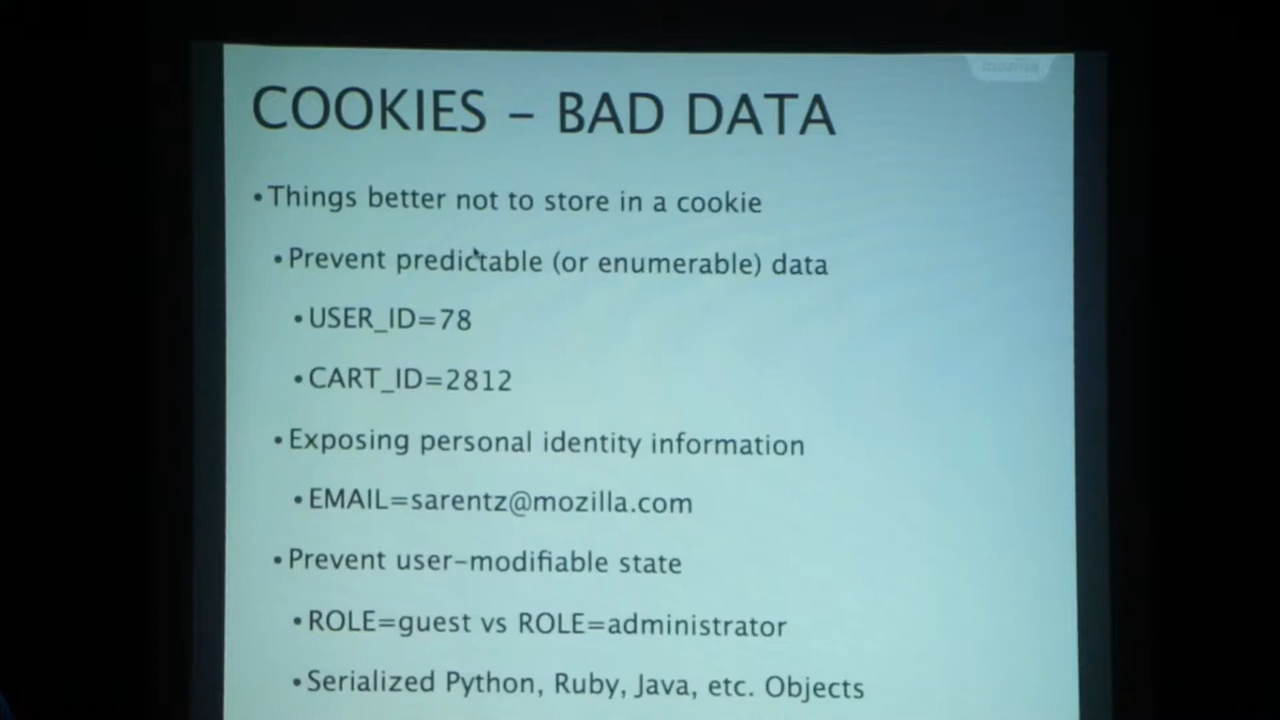 mozilla
COOKIES – BAD DATA
•Things better not to store in a cookie
•Prevent predictable (or enumerable) data
•USER_ID=78
•CART_ID=2812
•Exposing personal identity information
•EMAIL=sarentz@mozilla.com
•Prevent user-modifiable state
•ROLE=guest vs ROLE=administrator
•Serialized Python, Ruby, Java, etc. Objects